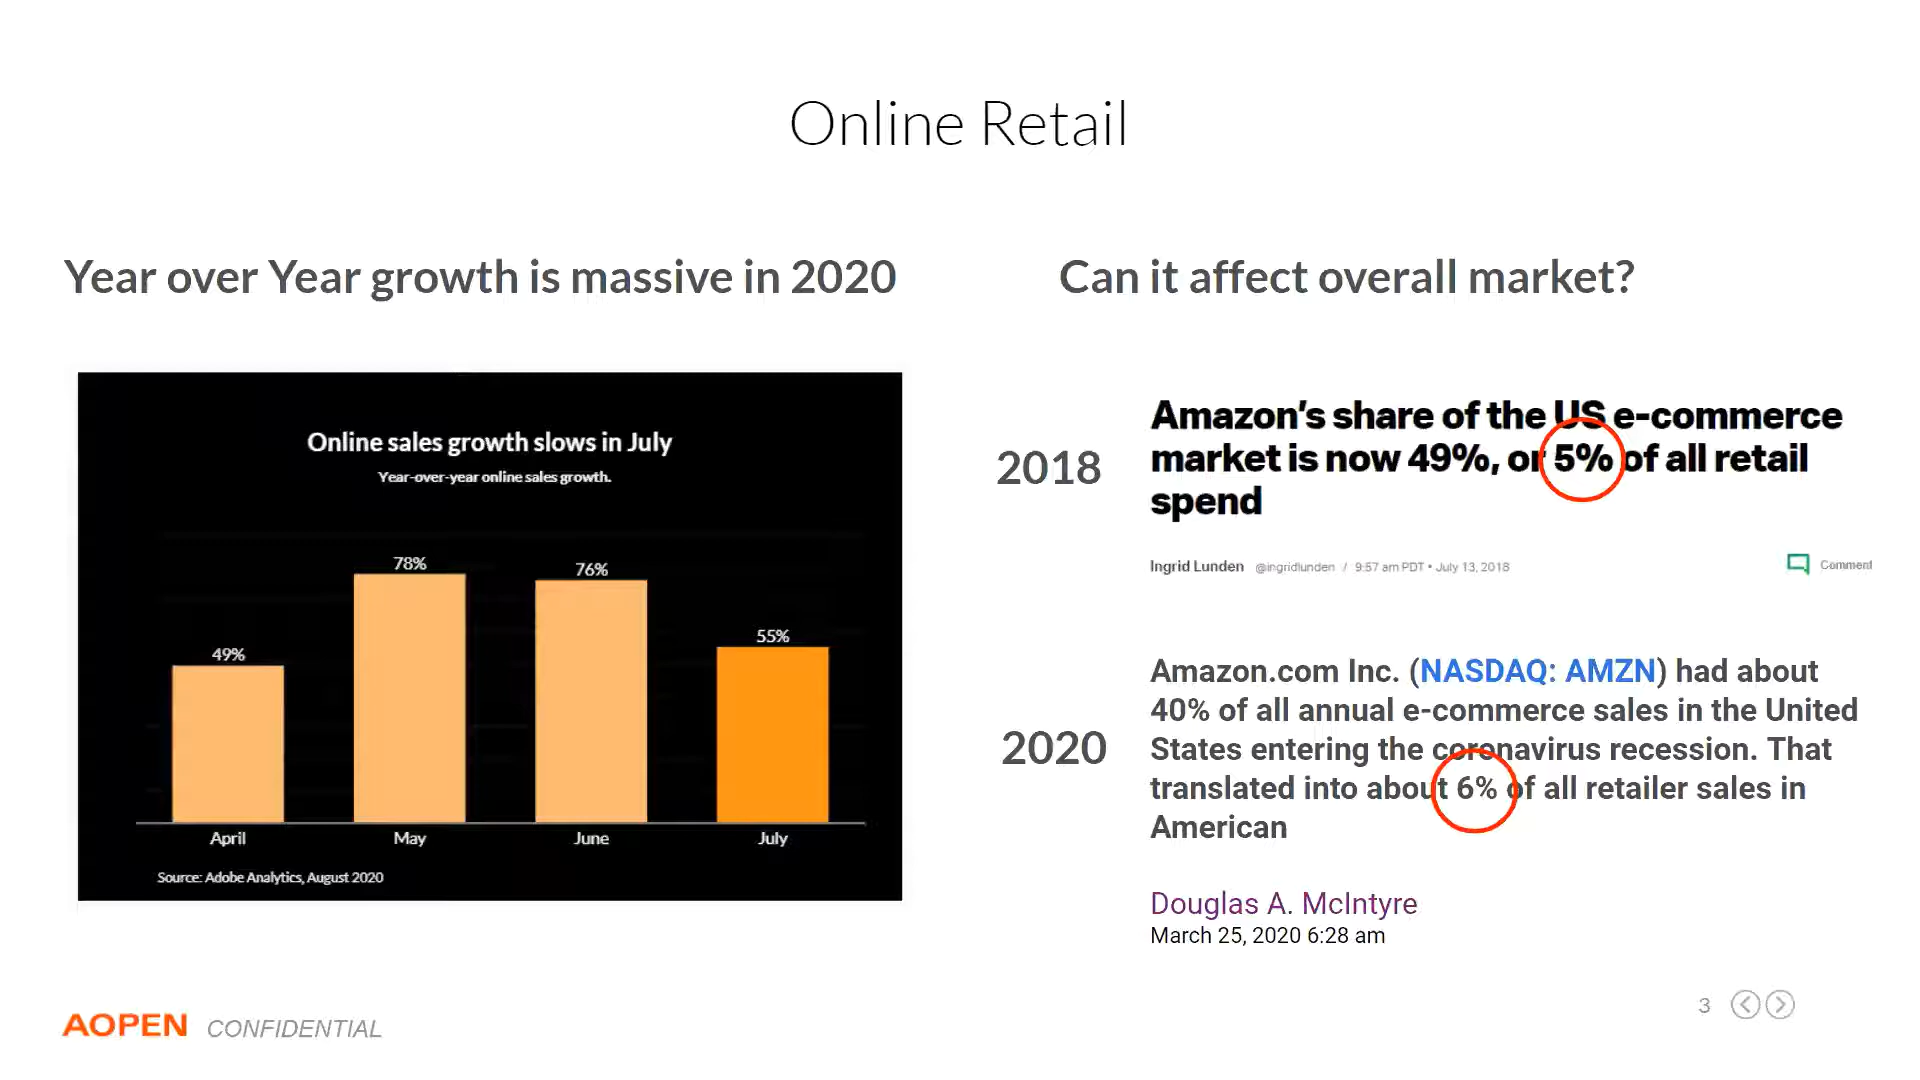 Online Retail
Year over Year growth is massive in 2020
Online sales growth slows in July
Year-over-year online sales growth.
49%
78%
76%
55%
April
May
June
July
Source: Adobe Analytics, August 2020
Can it affect overall market?
2018
Amazon's share of the US e-commerce
market is now 49%, or 5% of all retail
spend
Ingrid Lunden @ingridlunden / 9:57 am PDT • July 13, 2018
Comment
2020
Amazon.com Inc. (NASDAQ: AMZN) had about
40% of all annual e-commerce sales in the United
States entering the coronavirus recession. That
translated into about 6% of all retailer sales in
American
Douglas A. McIntyre
March 25, 2020 6:28 am
AOPEN CONFIDENTIAL
3